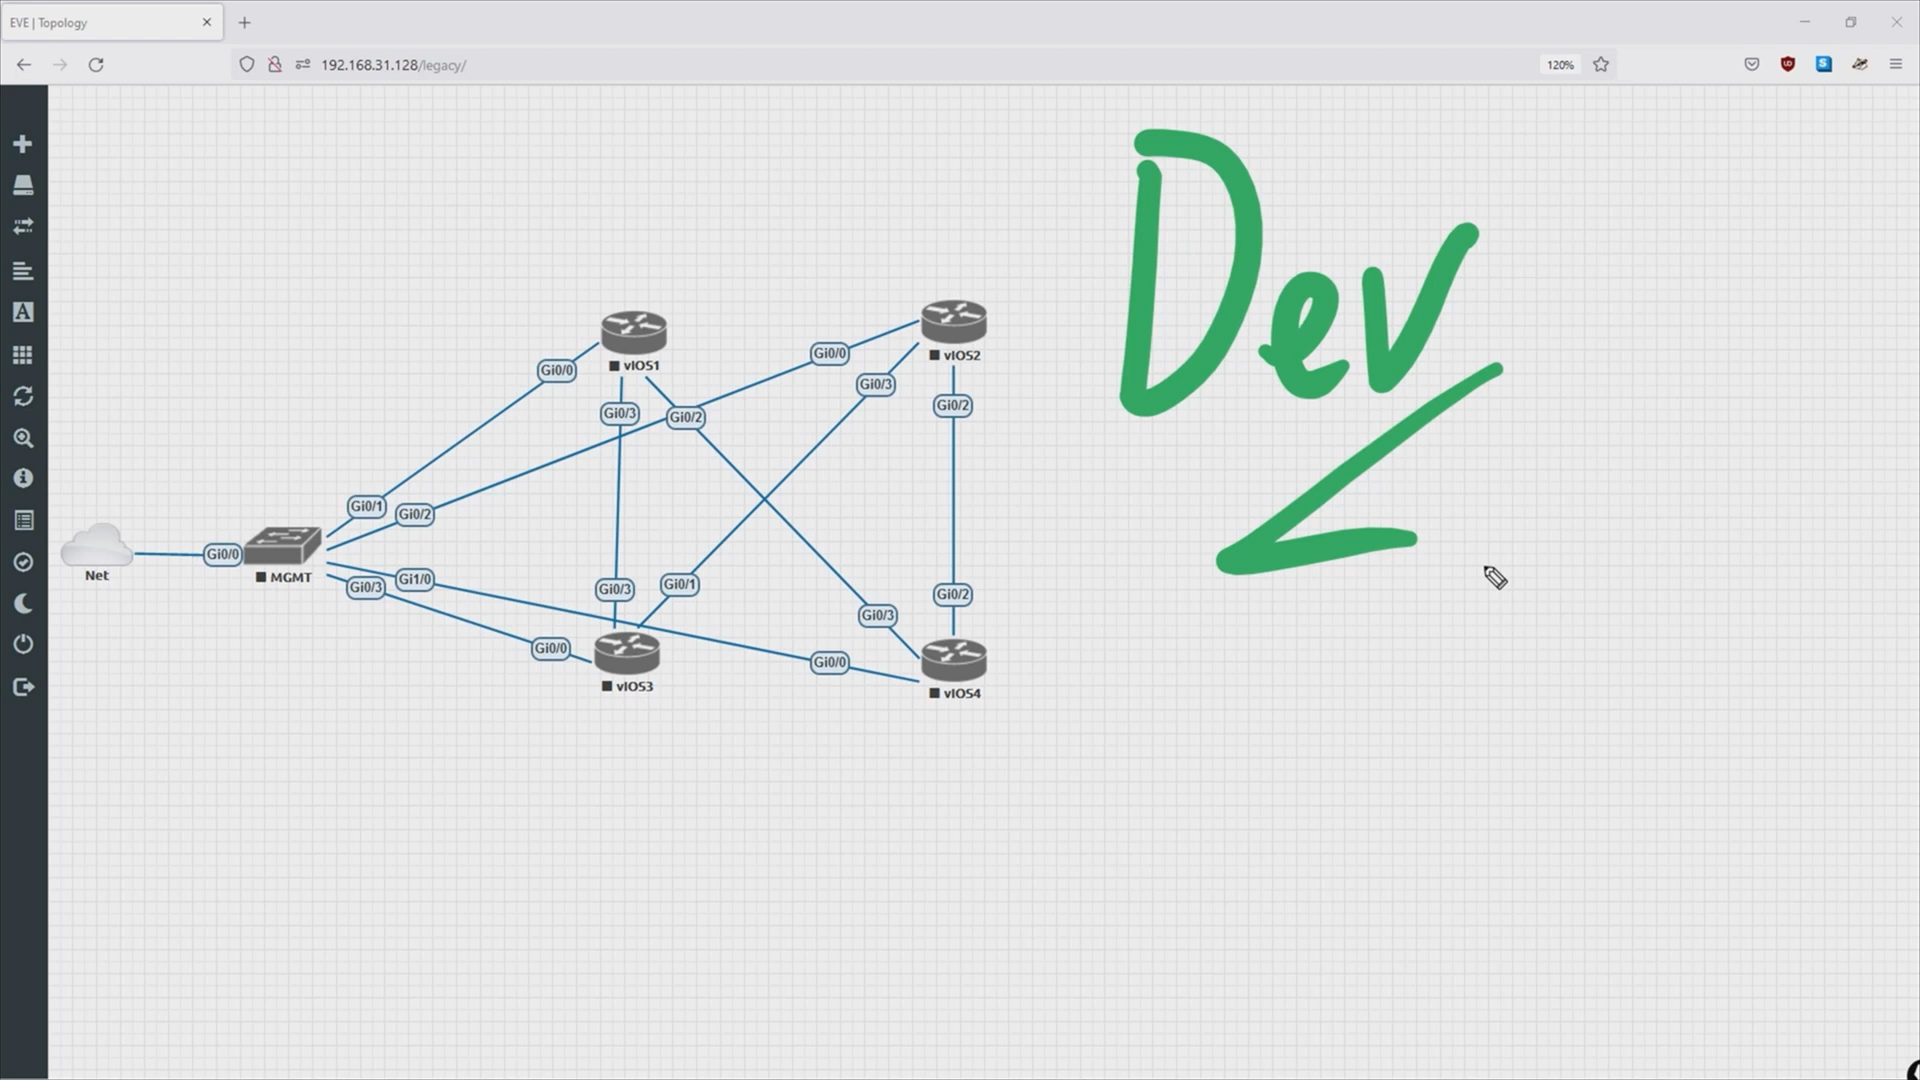 EVE | Topology
192.168.31.128/legacy/
120%
Dev
vIOS1
vIOS2
Gi0/0
Gi0/0
Gi0/3
Gi0/3
Gi0/2
Gi0/2
Gi0/1
Gi0/2
Net
Gi0/0
MGMT
Gi0/3
Gi1/0
Gi0/3
Gi0/1
Gi0/2
Gi0/3
Gi0/0
Gi0/0
vIOS3
vIOS4